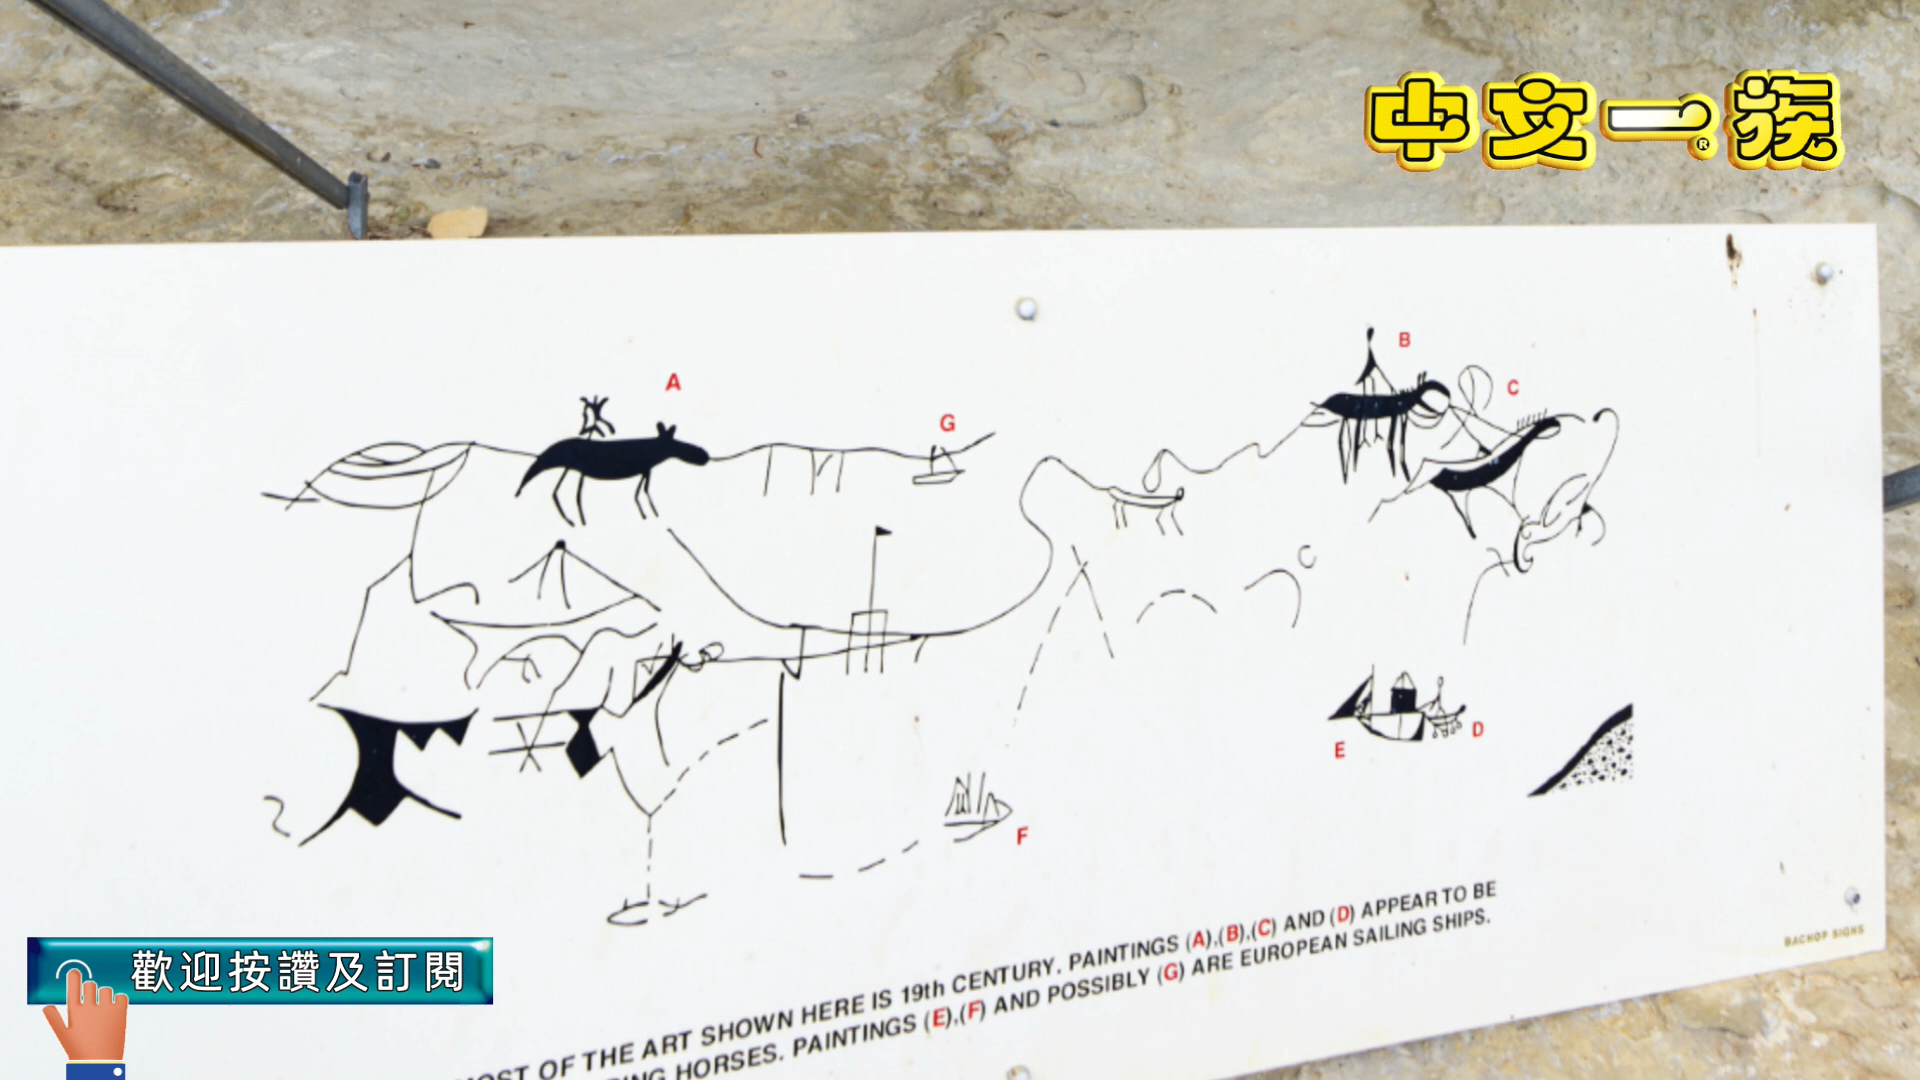 中文一族
®
B
A
C
G
D
E
F
MOST OF THE ART SHOWN HERE IS 19th CENTURY. PAINTINGS (A),(B),(C) AND (D) APPEAR TO BE
HORSES. PAINTINGS (E),(F) AND POSSIBLY (G) ARE EUROPEAN SAILING SHIPS.
BACHOP SIGNS
歡迎按讚及訂閱